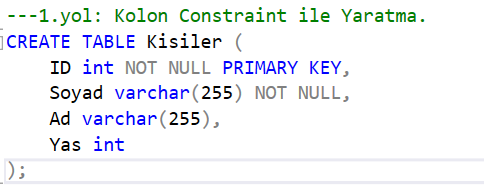 ---1.yol: Kolon Constraint ile Yaratma.
CREATE TABLE Kisiler (
    ID int NOT NULL PRIMARY KEY,
    Soyad varchar(255) NOT NULL,
    Ad varchar(255),
    Yas int
);